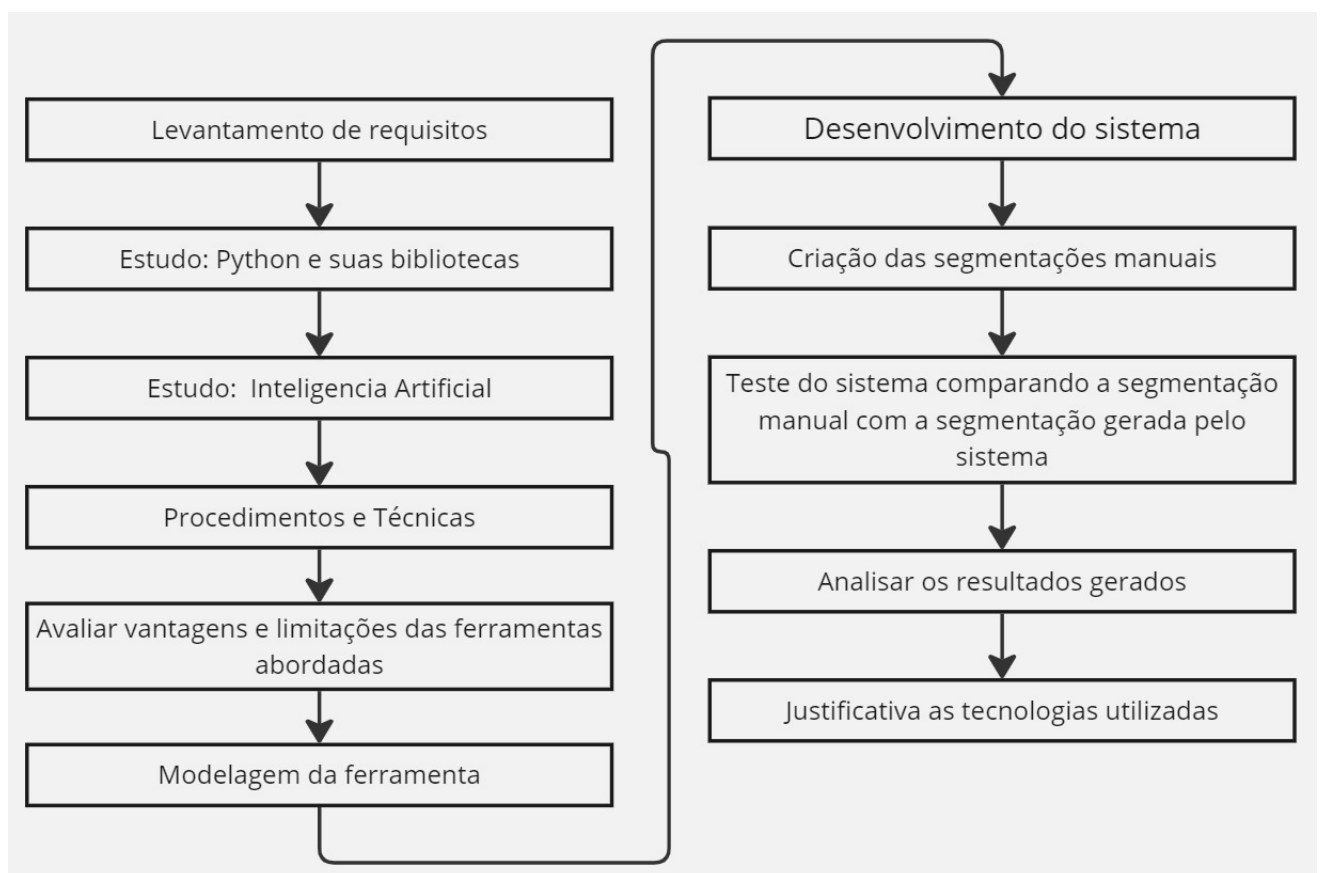 Levantamento de requisitos
Estudo: Python e suas bibliotecas
Estudo:  Inteligencia Artificial
Procedimentos e Técnicas
Avaliar vantagens e limitações das ferramentas
abordadas
Modelagem da ferramenta
Desenvolvimento do sistema
Criação das segmentações manuais
Teste do sistema comparando a segmentação
manual com a segmentação gerada pelo
sistema
Analisar os resultados gerados
Justificativa as tecnologias utilizadas